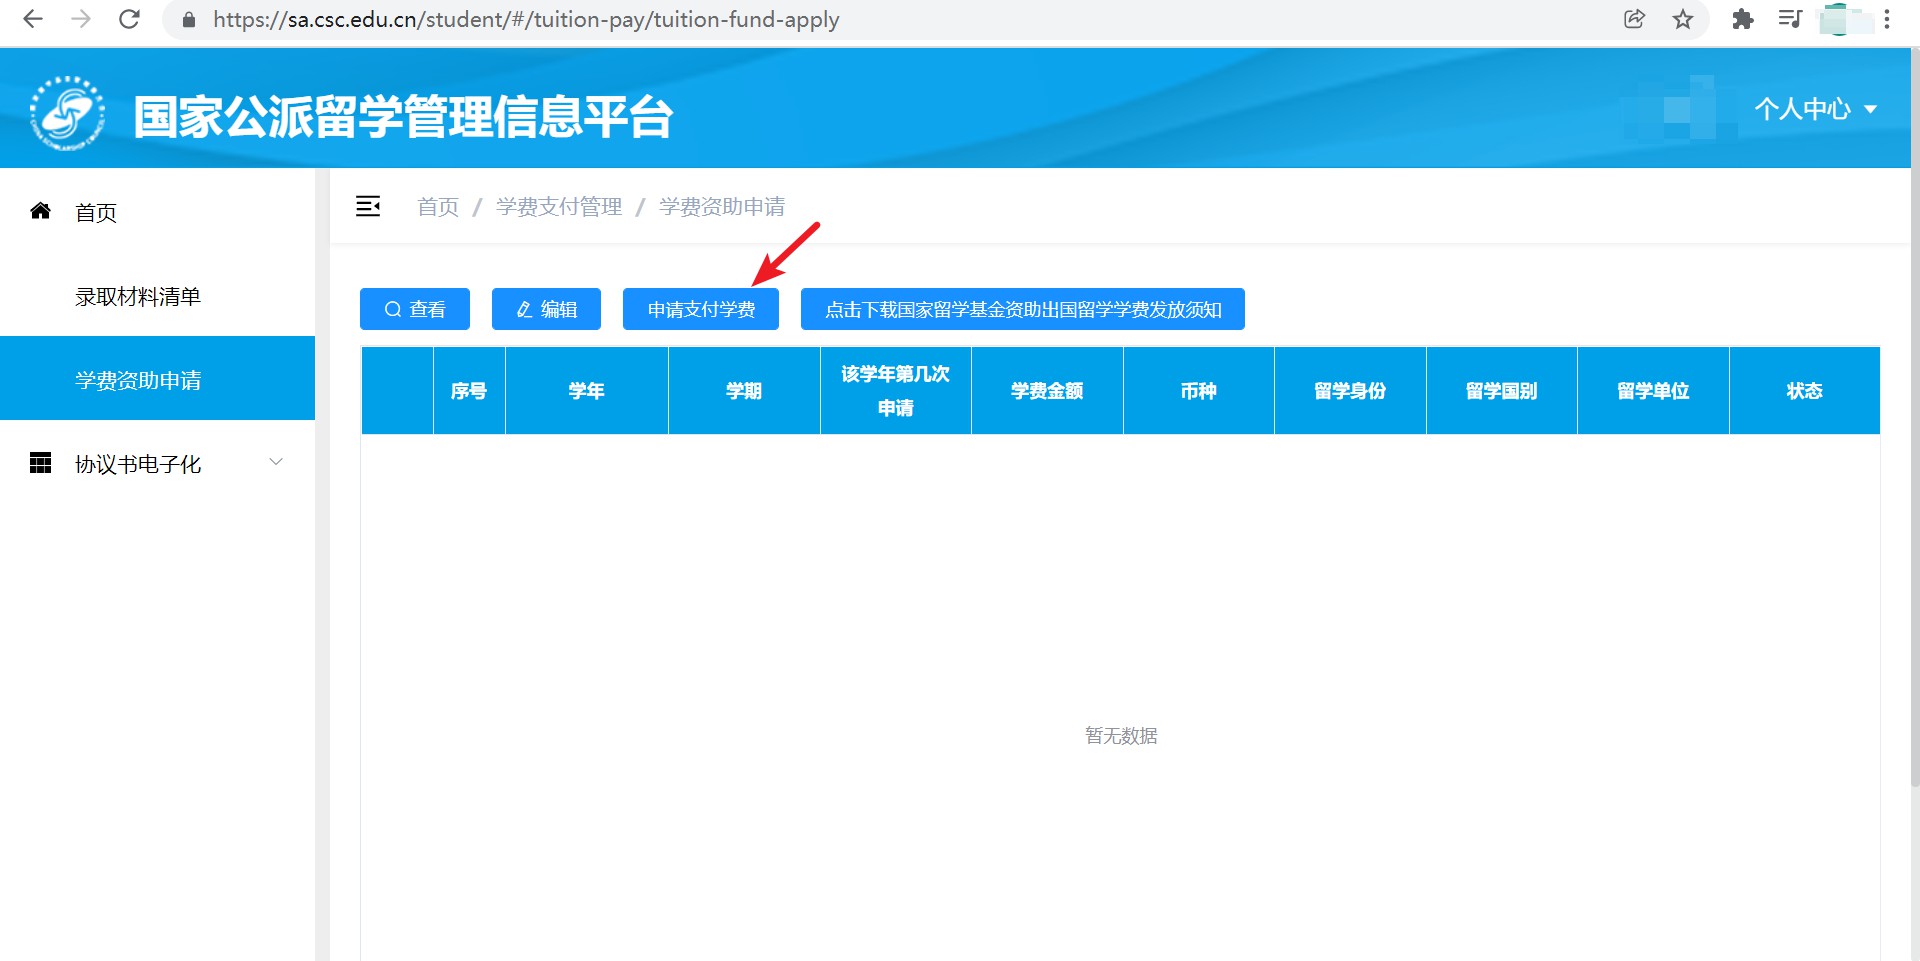 https://sa.csc.edu.cn/student/#/tuition-pay/tuition-fund-apply
国家公派留学管理信息平台
个人中心
首页
录取材料清单
学费资助申请
协议书电子化
首页 / 学费支付管理 / 学费资助申请
查看 编辑 申请支付学费 点击下载国家留学基金资助出国留学学费发放须知
序号 学年 学期 该学年第几次 学费金额 币种 留学身份 留学国别 留学单位 状态
申请
暂无数据